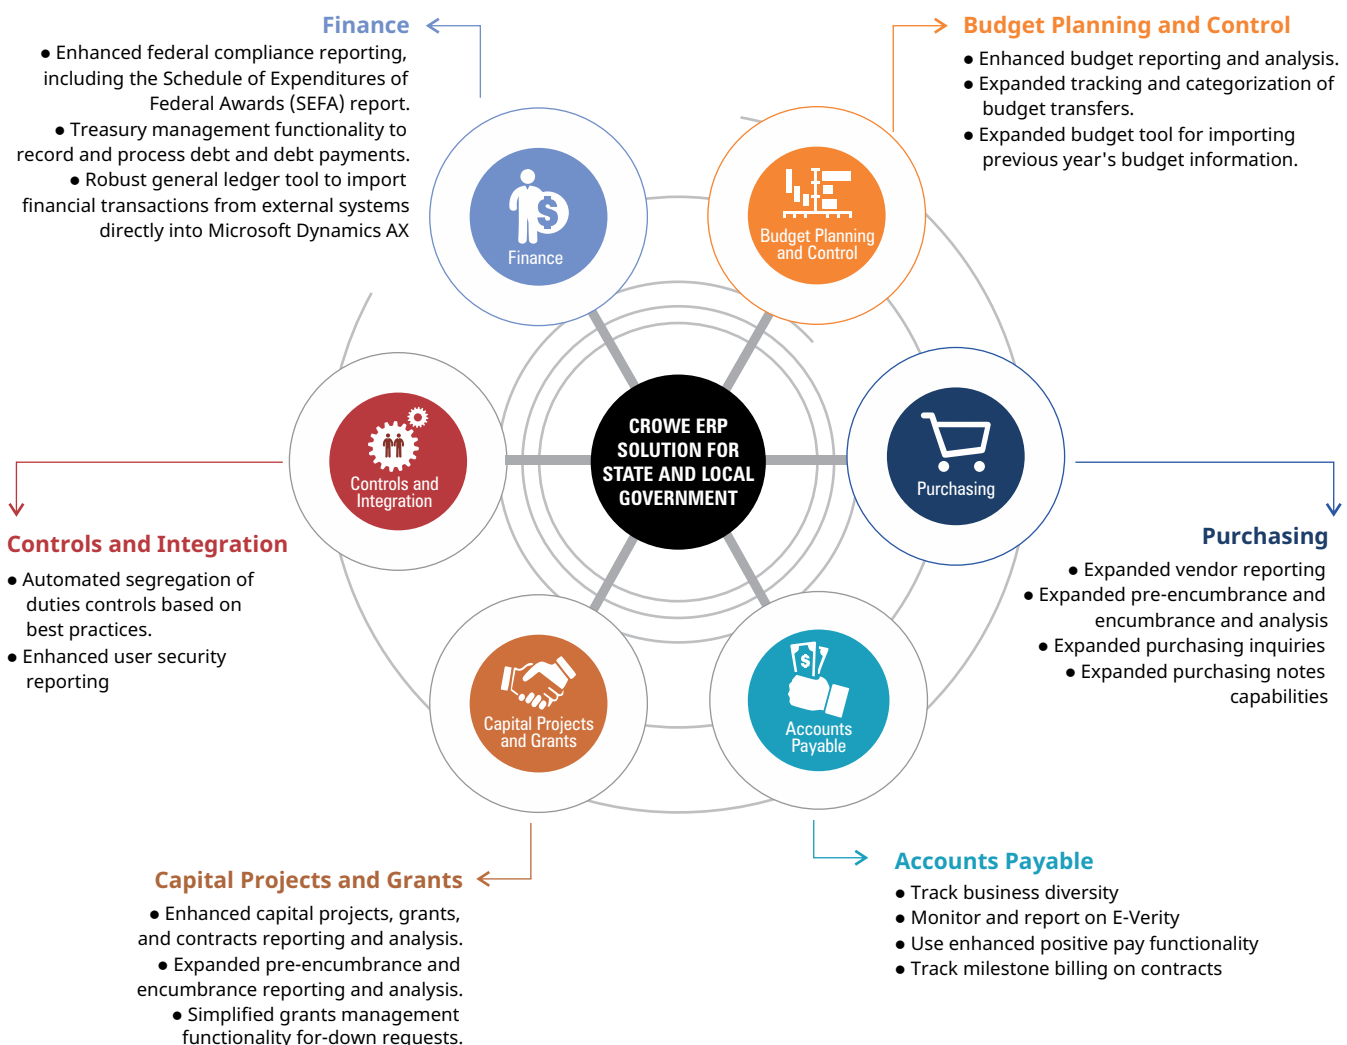 Finance
● Enhanced federal compliance reporting,
including the Schedule of Expenditures of
Federal Awards (SEFA) report.
● Treasury management functionality to
record and process debt and debt payments.
● Robust general ledger tool to import
financial transactions from external systems
directly into Microsoft Dynamics AX
Budget Planning and Control
● Enhanced budget reporting and analysis.
● Expanded tracking and categorization of
budget transfers.
● Expanded budget tool for importing
previous year's budget information.
Finance
Budget Planning
and Control
CROWE ERP
SOLUTION FOR
STATE AND LOCAL
GOVERNMENT
Controls and
Integration
Purchasing
Capital Projects
and Grants
$
Accounts
Payable
Controls and Integration
● Automated segregation of
duties controls based on
best practices.
● Enhanced user security
reporting
Purchasing
● Expanded vendor reporting
● Expanded pre-encumbrance and
encumbrance and analysis
● Expanded purchasing inquiries
● Expanded purchasing notes
capabilities
Capital Projects and Grants
● Enhanced capital projects, grants,
and contracts reporting and analysis.
● Expanded pre-encumbrance and
encumbrance reporting and analysis.
● Simplified grants management
functionality for-down requests.
Accounts Payable
● Track business diversity
● Monitor and report on E-Verity
● Use enhanced positive pay functionality
● Track milestone billing on contracts